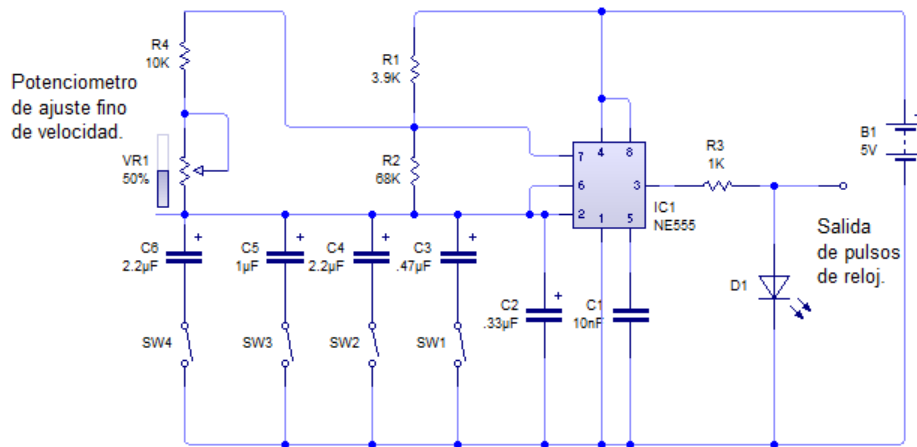 R4
10K
Potenciometro
de ajuste fino
de velocidad.
VR1
50%
R1
3.9K
R2
68K
7
6
2
4
8
3
1
5
IC1
NE555
R3
1K
B1
5V
+
Salida
de pulsos
de reloj.
D1
C6
2.2µF
+
C5
1µF
+
C4
2.2µF
+
C3
.47µF
+
C2
.33µF
+
C1
10nF
SW4
SW3
SW2
SW1